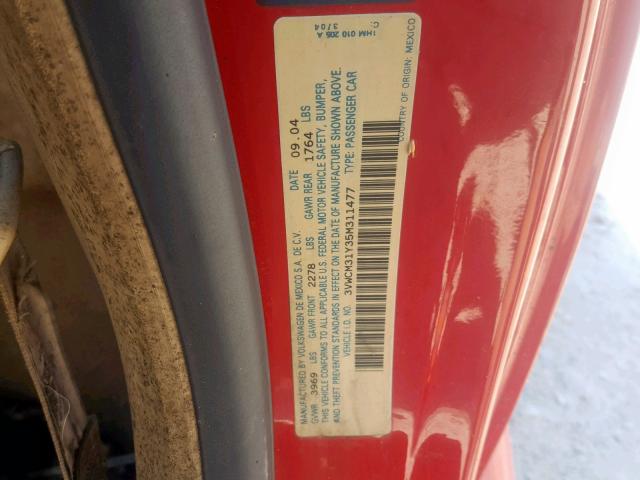 MANUFACTURED BY VOLKSWAGEN DE MEXICO S.A. DE C.V. DATE 09.04
GVWR 3969 LBS GAWR FRONT 2278 LBS GAWR REAR 1764 LBS
THIS VEHICLE CONFORMS TO ALL APPLICABLE U.S. FEDERAL MOTOR VEHICLE SAFETY, BUMPER,
AND THEFT PREVENTION STANDARDS IN EFFECT ON THE DATE OF MANUFACTURE SHOWN ABOVE.
VEHICLE I.D. NO. 3VWCM31Y35M311477 TYPE: PASSENGER CAR
COUNTRY OF ORIGIN: MEXICO
1HM 010 205 A
3/04